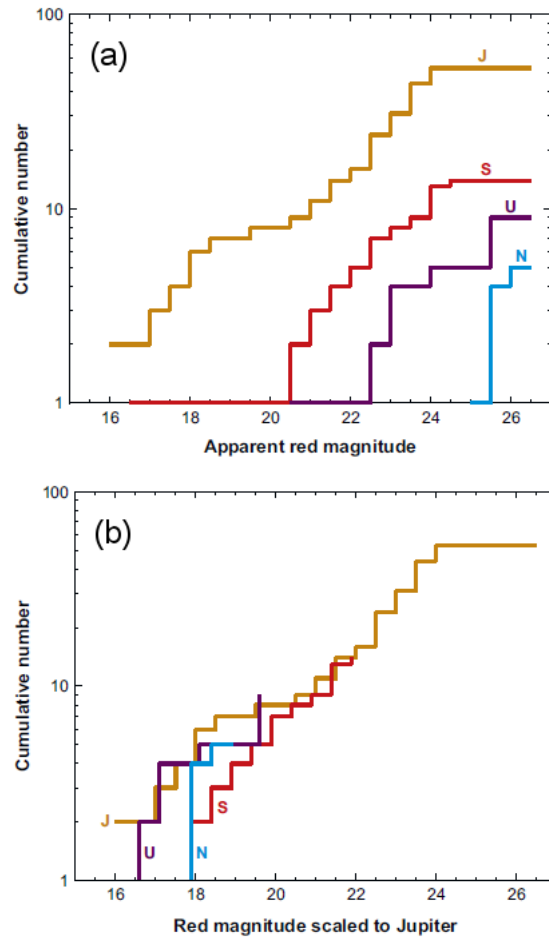 100
(a)
J
Cumulative number
10
S
U
N
1
16 18 20 22 24 26
Apparent red magnitude
100
(b)
Cumulative number
10
J
U
N
S
1
16 18 20 22 24 26
Red magnitude scaled to Jupiter